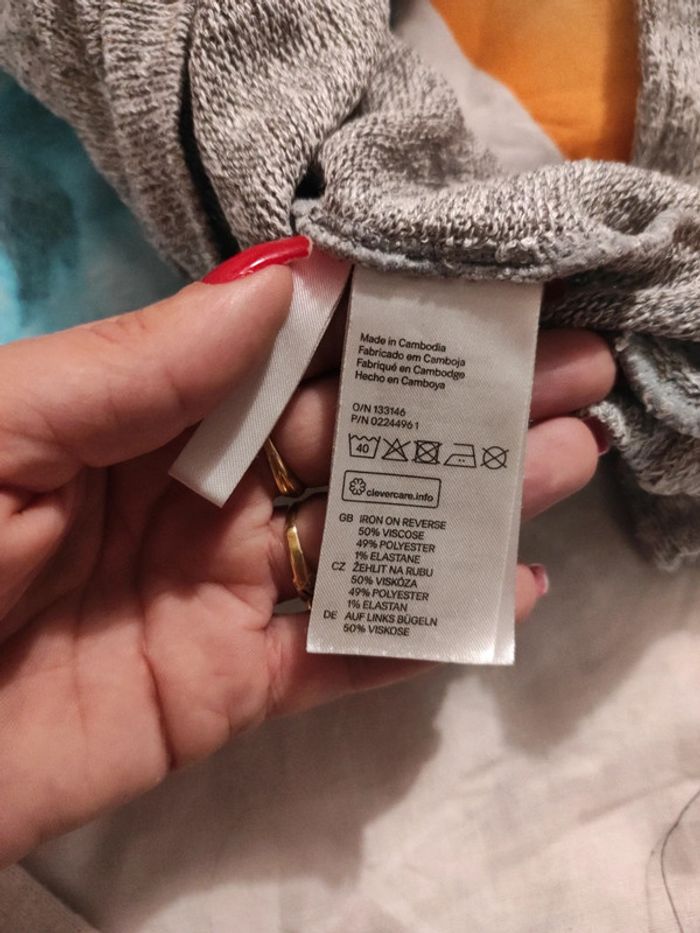 Made in Cambodia
Fabricado em Camboja
Fabriqué en Cambodge
Hecho en Camboya
O/N 133146
P/N 02244961
40
clevercare.info
GB IRON ON REVERSE
50% VISCOSE
49% POLYESTER
1% ELASTANE
CZ ŽEHLIT NA RUBU
50% VISKÓZA
49% POLYESTER
1% ELASTAN
DE AUF LINKS BÜGELN
50% VISKOSE